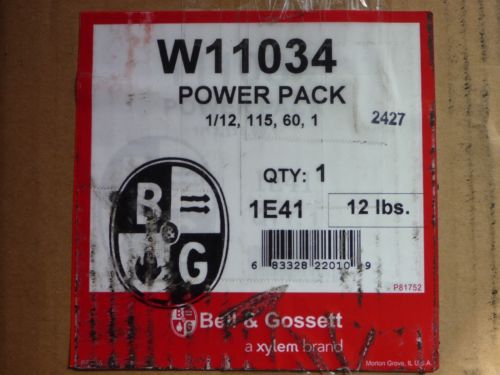 W11034
POWER PACK
1/12, 115, 60, 1
2427
QTY: 1
1E41
12 lbs.
B
G
6 83328 22010 9
P81752
B G
Bell & Gossett
a xylem brand
Morton Grove, IL U.S.A.